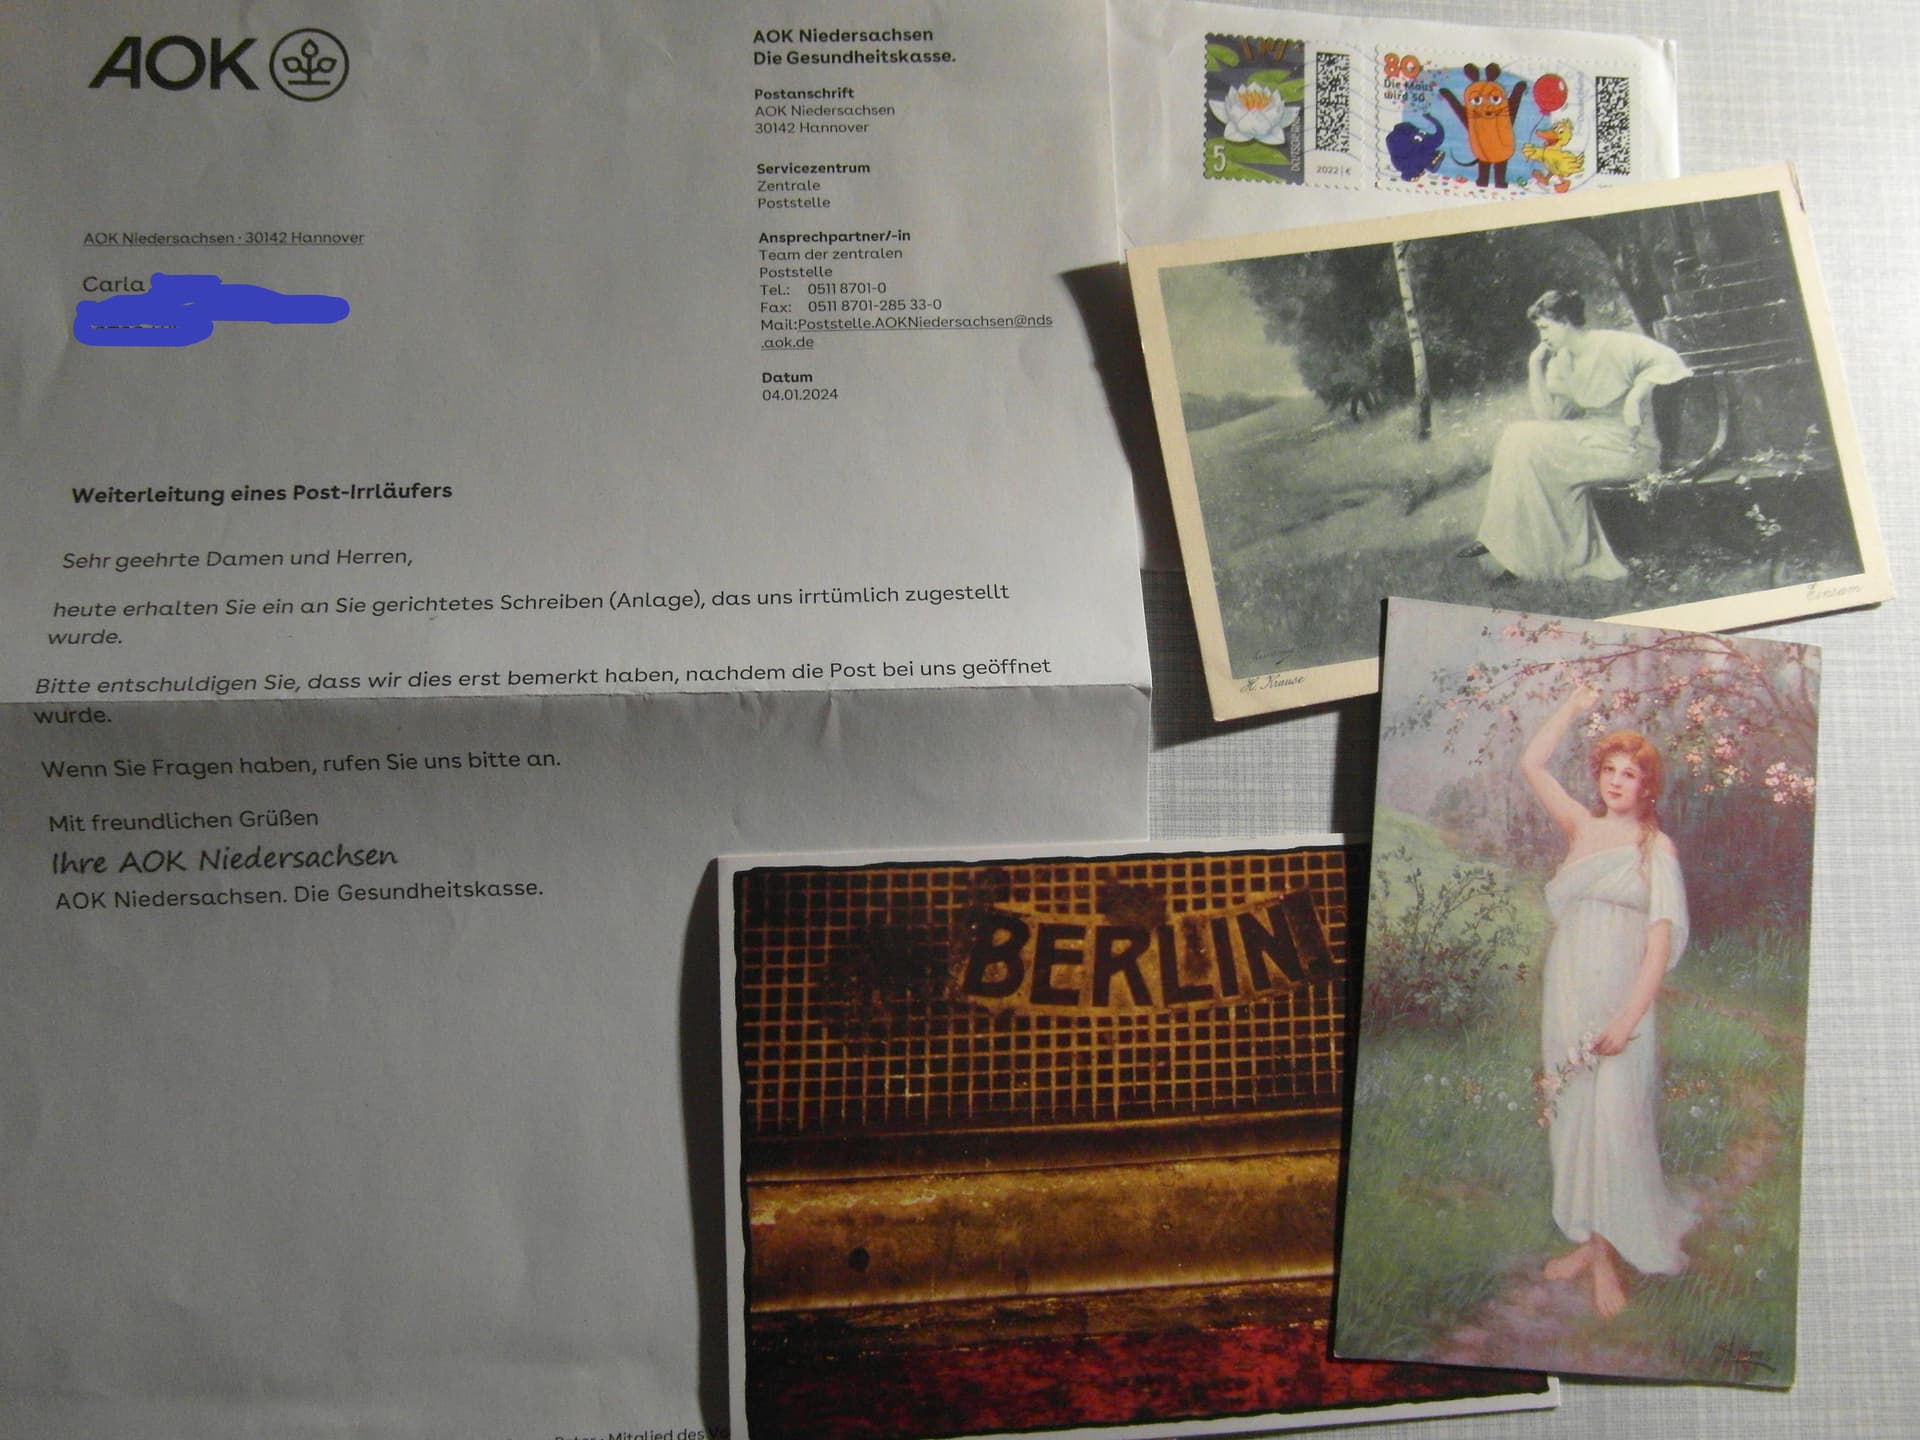 AOK
AOK Niedersachsen
Die Gesundheitskasse.
Postanschrift
AOK Niedersachsen
30142 Hannover
Servicezentrum
Zentrale
Poststelle
Ansprechpartner/-in
Team der zentralen
Poststelle
Tel.: 0511 8701-0
Fax: 0511 8701-285 33-0
Mail:Poststelle.AOKNiedersachsen@nds
.aok.de
Datum
04.01.2024
AOK Niedersachsen · 30142 Hannover
Carla
Weiterleitung eines Post-Irrläufers
Sehr geehrte Damen und Herren,
heute erhalten Sie ein an Sie gerichtetes Schreiben (Anlage), das uns irrtümlich zugestellt
wurde.
Bitte entschuldigen Sie, dass wir dies erst bemerkt haben, nachdem die Post bei uns geöffnet
wurde.
Wenn Sie Fragen haben, rufen Sie uns bitte an.
Mit freundlichen Grüßen
Ihre AOK Niedersachsen
AOK Niedersachsen. Die Gesundheitskasse.
Mitglied des
5
2022 | €
80
Die Maus
wird 50
Einsam
H. Krause
BERLIN